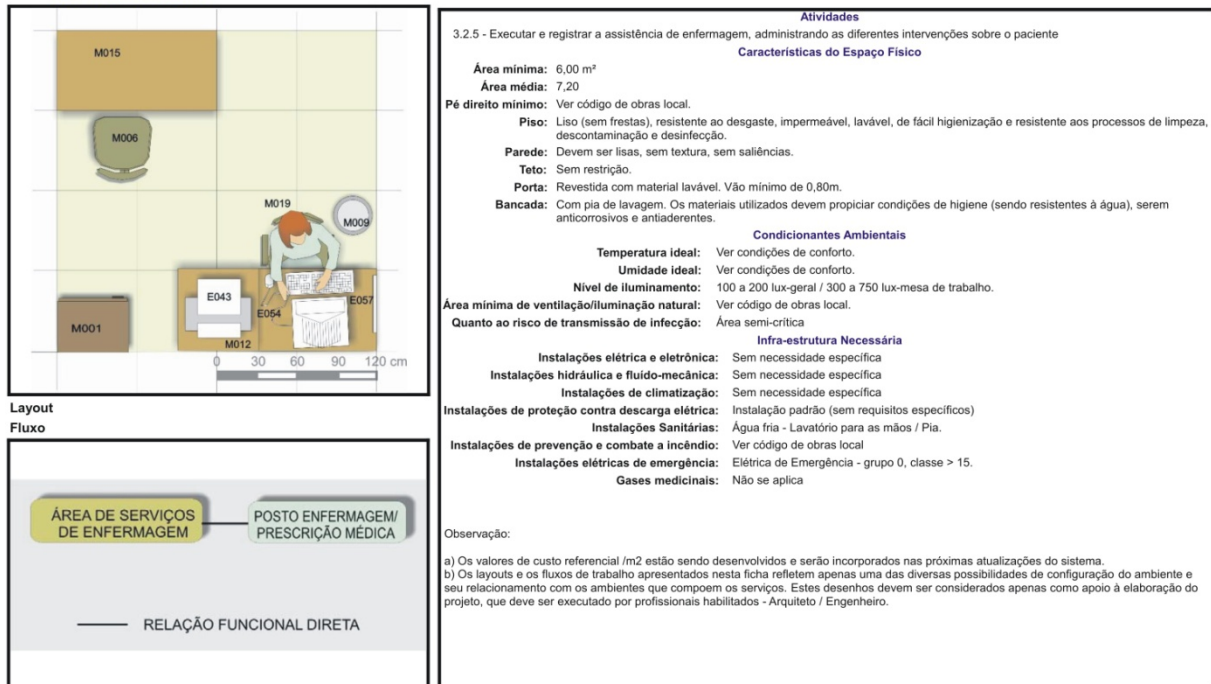 M015
M006
M019
M009
E043
E054
E057
M001
M012
0 30 60 90 120 cm
Layout
Fluxo
ÁREA DE SERVIÇOS
DE ENFERMAGEM
POSTO ENFERMAGEM/
PRESCRIÇÃO MÉDICA
RELAÇÃO FUNCIONAL DIRETA
Atividades
3.2.5 - Executar e registrar a assistência de enfermagem, administrando as diferentes intervenções sobre o paciente
Características do Espaço Físico
Área mínima: 6,00 m²
Área média: 7,20
Pé direito mínimo: Ver código de obras local.
Piso: Liso (sem frestas), resistente ao desgaste, impermeável, lavável, de fácil higienização e resistente aos processos de limpeza,
descontaminação e desinfecção.
Parede: Devem ser lisas, sem textura, sem saliências.
Teto: Sem restrição.
Porta: Revestida com material lavável. Vão mínimo de 0,80m.
Bancada: Com pia de lavagem. Os materiais utilizados devem propiciar condições de higiene (sendo resistentes à água), serem
anticorrosivos e antiaderentes.
Condicionantes Ambientais
Temperatura ideal: Ver condições de conforto.
Umidade ideal: Ver condições de conforto.
Nível de iluminamento: 100 a 200 lux-geral / 300 a 750 lux-mesa de trabalho.
Área mínima de ventilação/iluminação natural: Ver código de obras local.
Quanto ao risco de transmissão de infecção: Área semi-crítica
Infra-estrutura Necessária
Instalações elétrica e eletrônica: Sem necessidade específica
Instalações hidráulica e fluido-mecânica: Sem necessidade específica
Instalações de climatização: Sem necessidade específica
Instalações de proteção contra descarga elétrica: Instalação padrão (sem requisitos específicos)
Instalações Sanitárias: Água fria - Lavatório para as mãos / Pia.
Instalações de prevenção e combate a incêndio: Ver código de obras local
Instalações elétricas de emergência: Elétrica de Emergência - grupo 0, classe > 15.
Gases medicinais: Não se aplica
Observação:
a) Os valores de custo referencial /m2 estão sendo desenvolvidos e serão incorporados nas próximas atualizações do sistema.
b) Os layouts e os fluxos de trabalho apresentados nesta ficha refletem apenas uma das diversas possibilidades de configuração do ambiente e
seu relacionamento com os ambientes que compoem os serviços. Estes desenhos devem ser considerados apenas como apoio à elaboração do
projeto, que deve ser executado por profissionais habilitados - Arquiteto / Engenheiro.